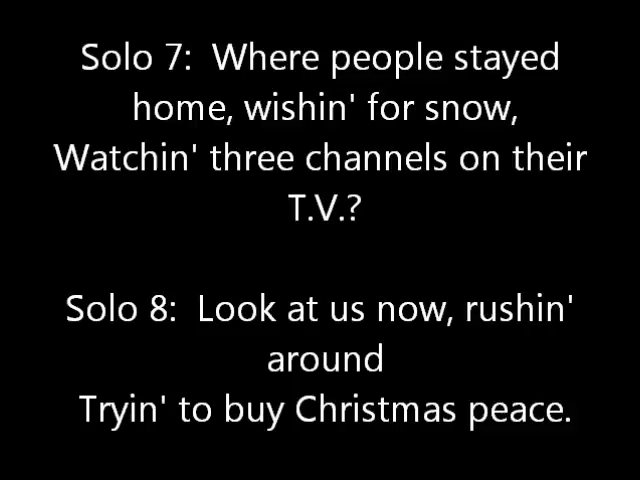 Solo 7:  Where people stayed
home, wishin' for snow,
Watchin' three channels on their
T.V.?
Solo 8:  Look at us now, rushin'
around
Tryin' to buy Christmas peace.